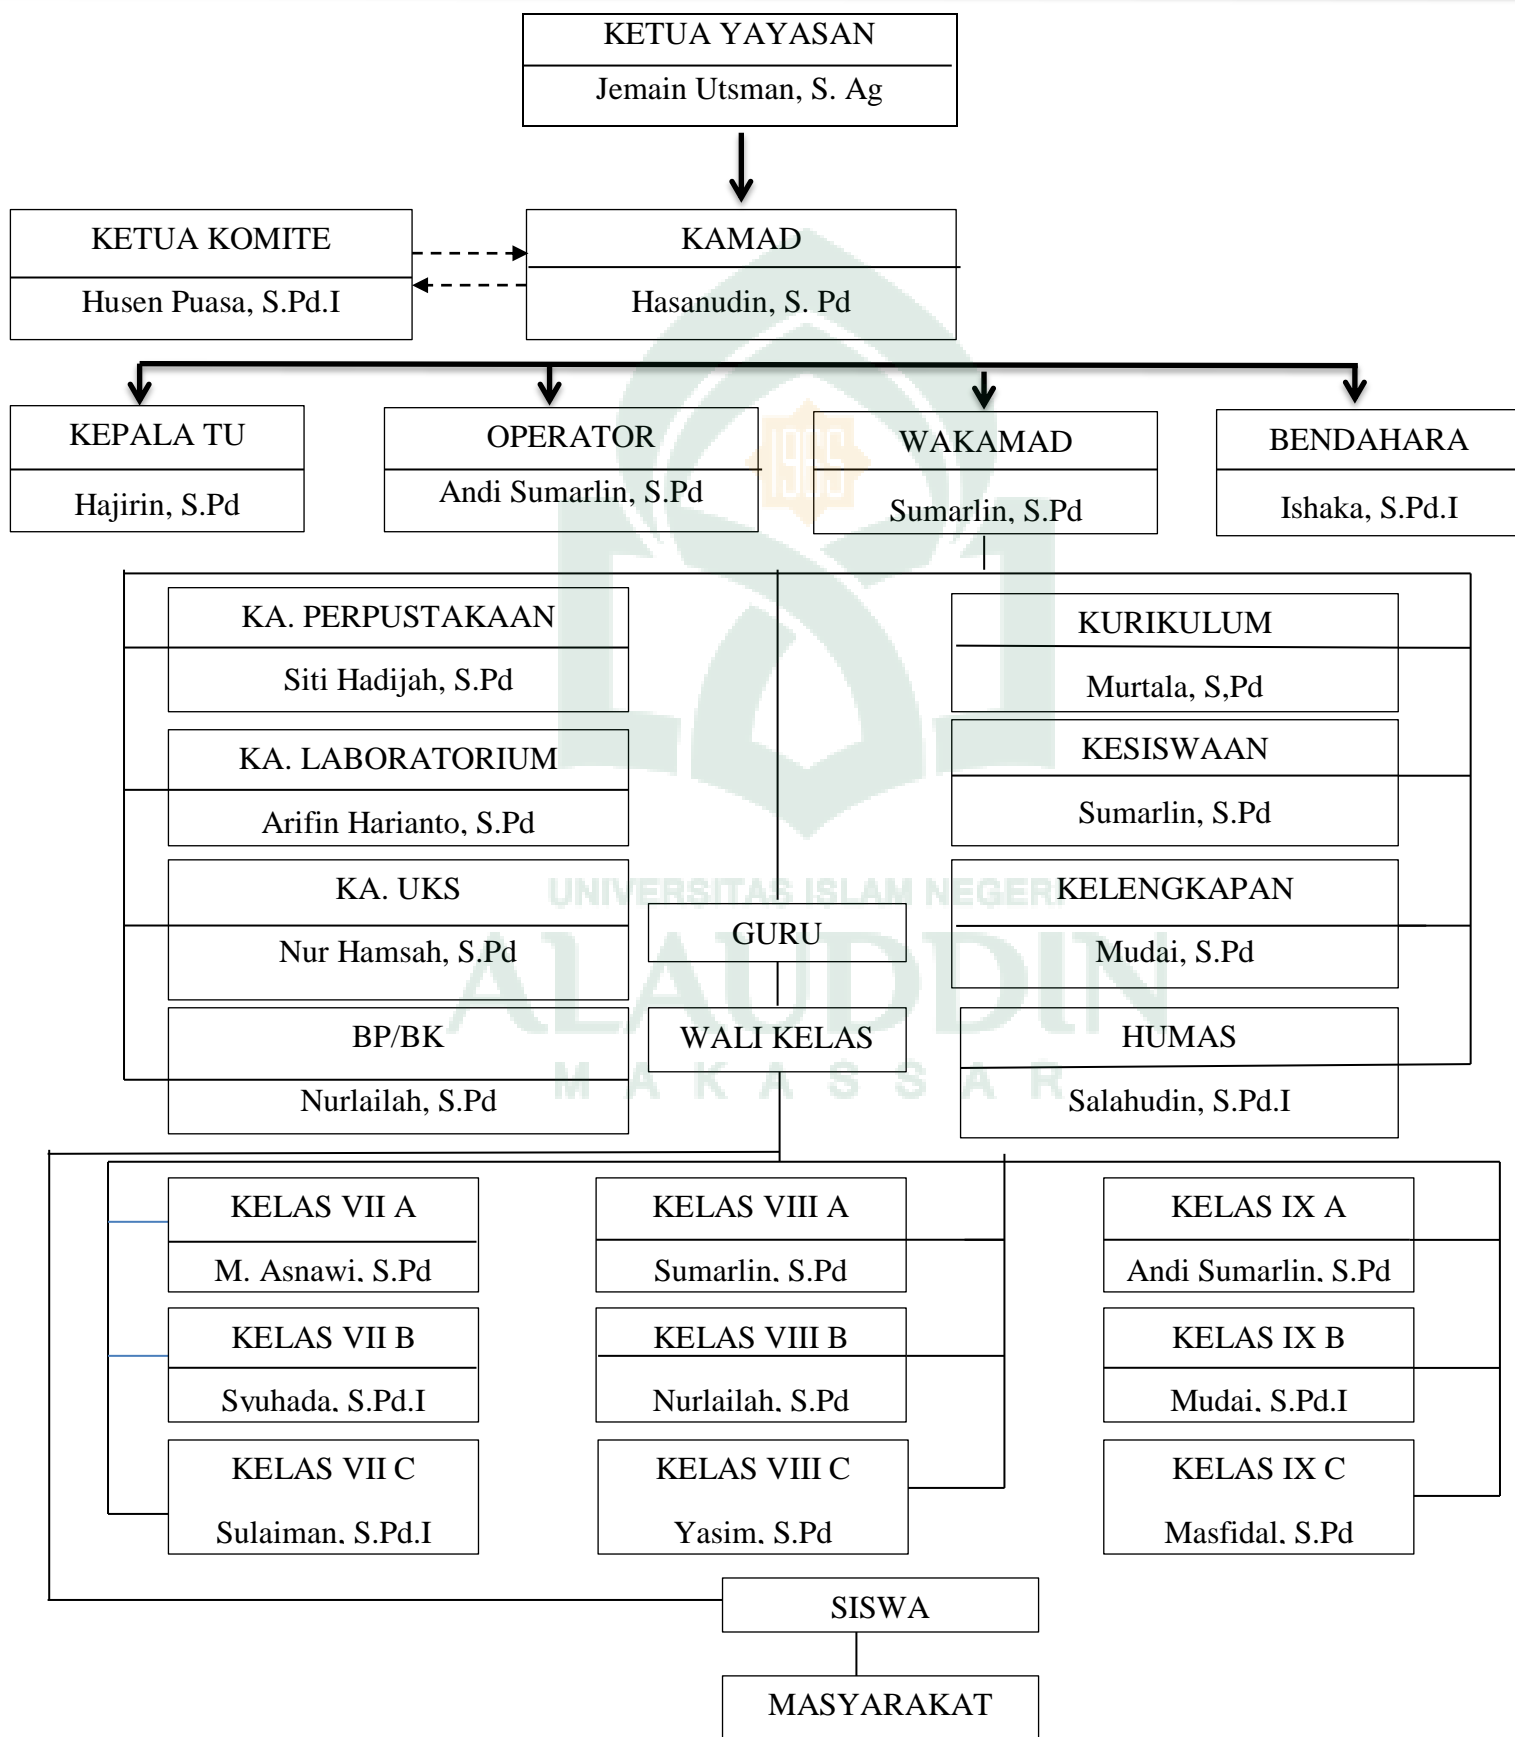 KETUA YAYASAN
Jemain Utsman, S. Ag
KETUA KOMITE
Husen Puasa, S.Pd.I
KAMAD
Hasanudin, S. Pd
KEPALA TU
Hajirin, S.Pd
OPERATOR
Andi Sumarlin, S.Pd
WAKAMAD
Sumarlin, S.Pd
BENDAHARA
Ishaka, S.Pd.I
1965
KA. PERPUSTAKAAN
Siti Hadijah, S.Pd
KURIKULUM
Murtala, S,Pd
KA. LABORATORIUM
Arifin Harianto, S.Pd
KESISWAAN
Sumarlin, S.Pd
KA. UKS
Nur Hamsah, S.Pd
GURU
KELENGKAPAN
Mudai, S.Pd
BP/BK
Nurlailah, S.Pd
WALI KELAS
HUMAS
Salahudin, S.Pd.I
UNIVERSITAS ISLAM NEGERI
ALAUDDIN
MAKASSAR
KELAS VII A
M. Asnawi, S.Pd
KELAS VIII A
Sumarlin, S.Pd
KELAS IX A
Andi Sumarlin, S.Pd
KELAS VII B
Syuhada, S.Pd.I
KELAS VIII B
Nurlailah, S.Pd
KELAS IX B
Mudai, S.Pd.I
KELAS VII C
Sulaiman, S.Pd.I
KELAS VIII C
Yasim, S.Pd
KELAS IX C
Masfidal, S.Pd
SISWA
MASYARAKAT